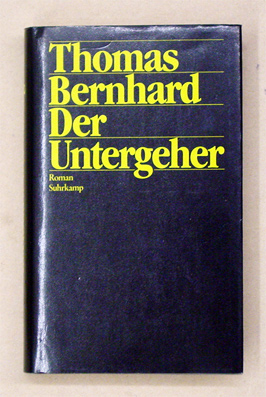 Thomas
Bernhard
Der
Untergeher
Roman
Suhrkamp